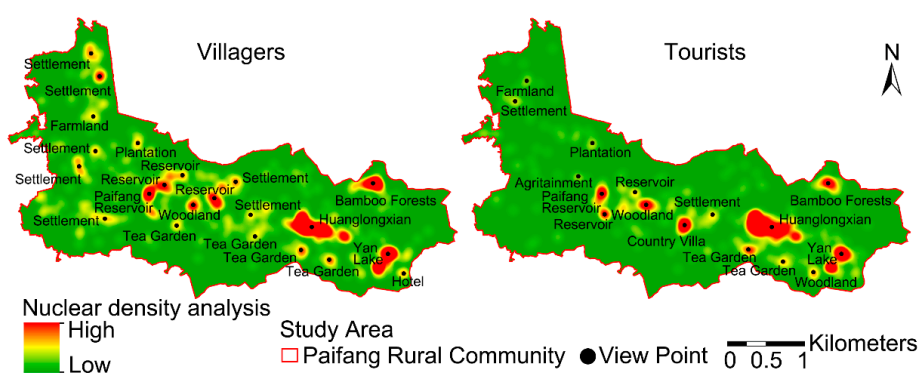 Villagers
Settlement
Settlement
Farmland
Settlement
Plantation
Reservoir
Settlement
Reservoir
Settlement
Paifang
Reservoir
Reservoir
Settlement
Woodland
Settlement
Tea Garden
Tea Garden
Tea Garden
Tea Garden
Bamboo Forests
Huanglongxian
Yan
Lake
Hotel
Tourists
N
Farmland
Settlement
Plantation
Agritainment
Reservoir
Paifang
Reservoir
Reservoir
Woodland
Settlement
Country Villa
Tea Garden
Tea Garden
Bamboo Forests
Huanglongxian
Yan
Lake
Woodland
Nuclear density analysis
High
Low
Study Area
Paifang Rural Community
View Point
0 0.5 1
Kilometers